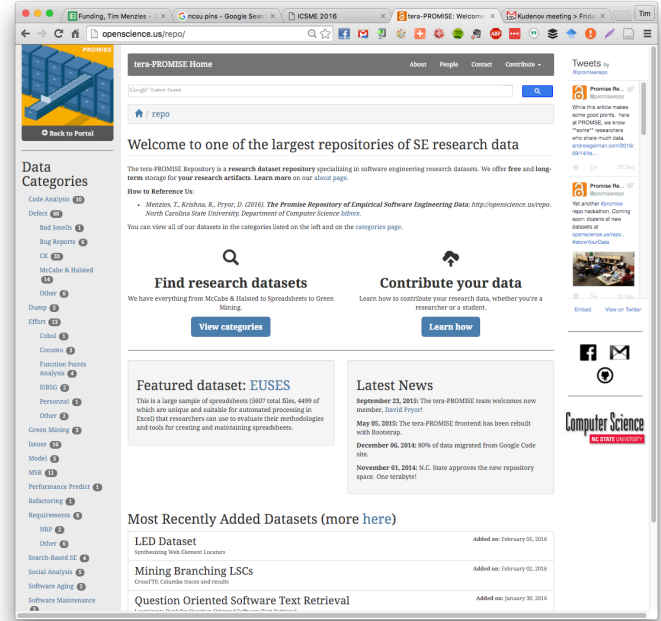 Funding, Tim Menzies -
ncsu pins - Google Sear
ICSME 2016
tera-PROMISE: Welcome
Kudenov meeting > Frida
Tim
openscience.us/repo/
PROMISE
Back to Portal
Data
Categories
Code Analysis 10
Defect 60
Bad Smells
Bug Reports
CK
McCabe & Halsted
14
Other
Dump
Effort 13
Cobol
Cocomo
Function Points
Analysis 4
ISBSG
Personnel
Other
Green Mining
Issues 16
Model
MSR 11
Performance Predict 1
Refactoring 1
Requirements
NRP
Other
Search-Based SE 4
Social Analysis 5
Software Aging
Software Maintenance
tera-PROMISE Home
About People Contact Contribute
Google™ Custom Search
/ repo
Welcome to one of the largest repositories of SE research data
The tera-PROMISE Repository is a research dataset repository specializing in software engineering research datasets. We offer free and long-
term storage for your research artifacts. Learn more on our about page.
How to Reference Us:
• Menzies, T., Krishna, R., Pryor, D. (2016). The Promise Repository of Empirical Software Engineering Data; http://openscience.us/repo.
North Carolina State University, Department of Computer Science bibtex.
You can view all of our datasets in the categories listed on the left and on the categories page.
Find research datasets
We have everything from McCabe & Halsted to Spreadsheets to Green
Mining.
View categories
Contribute your data
Learn how to contribute your research data, whether you're a
researcher or a student.
Learn how
Featured dataset: EUSES
This is a large sample of spreadsheets (5607 total files, 4499 of
which are unique and suitable for automated processing in
Excel) that researchers can use to evaluate their methodologies
and tools for creating and maintaining spreadsheets.
Latest News
September 23, 2015: The tera-PROMISE team welcomes new
member, David Pryor!
May 05, 2015: The tera-PROMISE frontend has been rebuilt
with Bootstrap.
December 06, 2014: 80% of data migrated from Google Code
site.
November 01, 2014: N.C. State approves the new repository
space. One terabyte!
Most Recently Added Datasets (more here)
LED Dataset
Added on: February 05, 2016
Synthesizing Web Element Locators
Mining Branching LSCs
Added on: February 02, 2016
CrossFTP, Columba traces and results
Question Oriented Software Text Retrieval
Added on: January 30, 2016
Tweets by
@promiserepo
Promise Re...
@promiserepo
While this article makes
some good points, here
at PROMISE, we know
**some** researchers
who share much data.
andrewgelman.com/2015/
09/14/its...
Promise Re...
@promiserepo
Yet another #promise
repo hackathon. Coming
soon: dozens of new
datasets at
openscience.us/repo..
#storeYourData
Embed View on Twitter
Computer Science
NC STATE UNIVERSITY